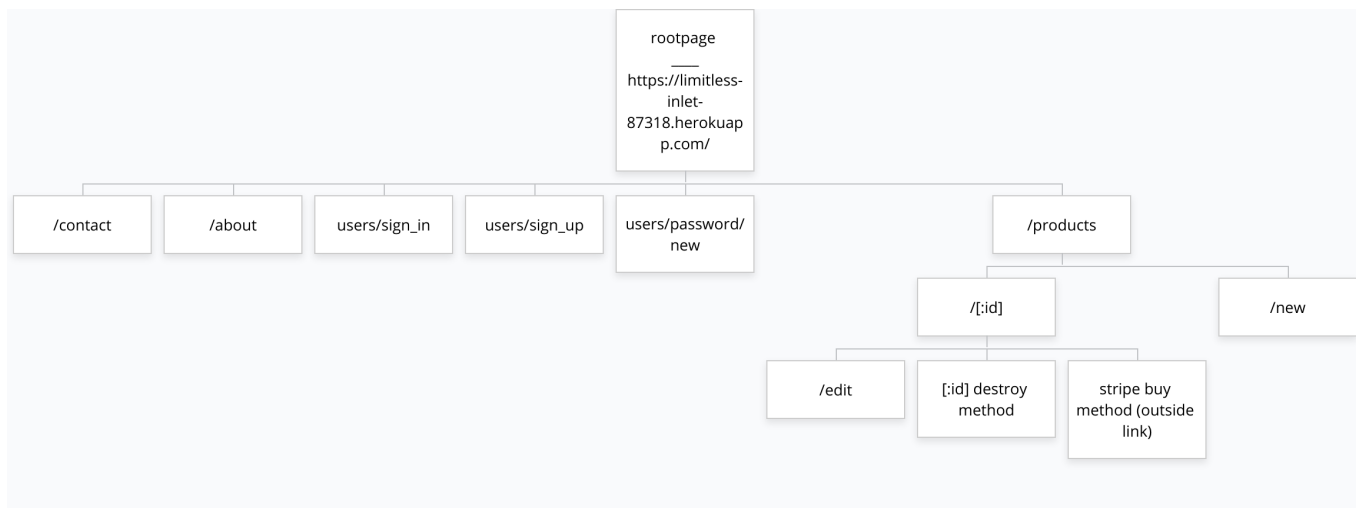 rootpage
____
https://limitless-
inlet-
87318.herokuap
p.com/
/contact
/about
users/sign_in
users/sign_up
users/password/
new
/products
/[:id]
/new
/edit
[:id] destroy
method
stripe buy
method (outside
link)